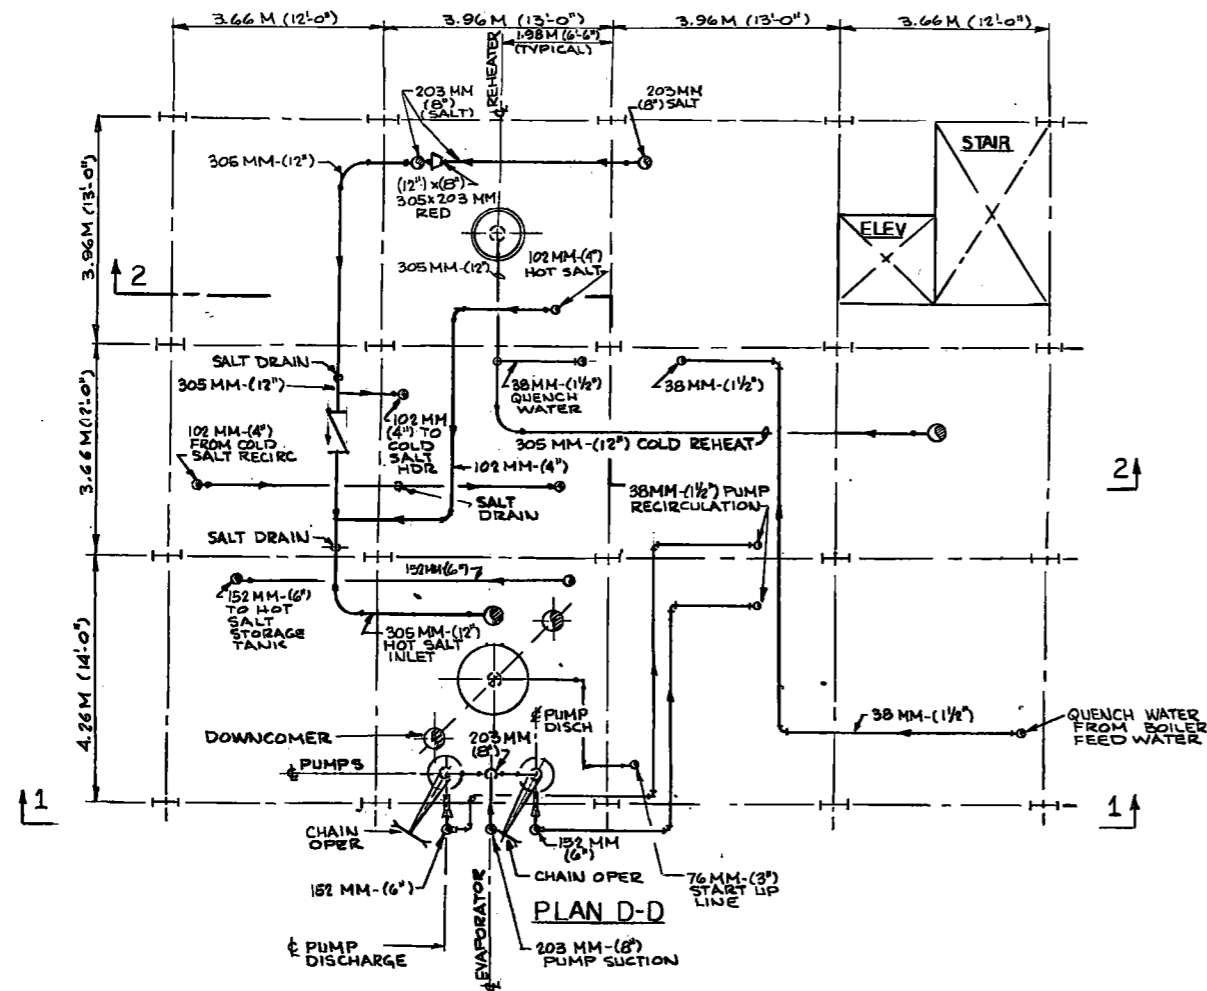 3.66 M (12'-0")
3.96 M (13'-0")
3.96 M (13'-0")
3.66 M (12'-0")
1.98 M (6'-6")
(TYPICAL)
℄ REHEATER
203 MM
(8")
(SALT)
203 MM
(8") SALT
305 MM-(12")
(12") x (8")
305 x 203 MM
RED
STAIR
ELEV
3.96 M (13'-0")
2
305 MM-(12")
102 MM-(4")
HOT SALT
SALT DRAIN
305 MM-(12")
38 MM-(1½")
QUENCH
WATER
38 MM-(1½")
3.66 M (12'-0")
102 MM-(4")
FROM COLD
SALT RECIRC
102 MM
(4") TO
COLD
SALT
HDR
305 MM-(12") COLD REHEAT
102 MM-(4")
2
38 MM-(1½") PUMP
RECIRCULATION
SALT
DRAIN
SALT DRAIN
152 MM (6")
152 MM-(6")
TO HOT
SALT
STORAGE
TANK
305 MM-(12")
HOT SALT
INLET
4.26 M (14'-0")
℄ PUMP
DISCH
38 MM-(1½")
QUENCH WATER
FROM BOILER
FEED WATER
DOWNCOMER
203 MM
(8")
℄ PUMPS
1
1
CHAIN
OPER
152 MM
(6")
152 MM-(6")
CHAIN OPER
76 MM-(3")
START UP
LINE
PLAN D-D
℄ EVAPORATOR
℄ PUMP
DISCHARGE
203 MM-(8")
PUMP SUCTION